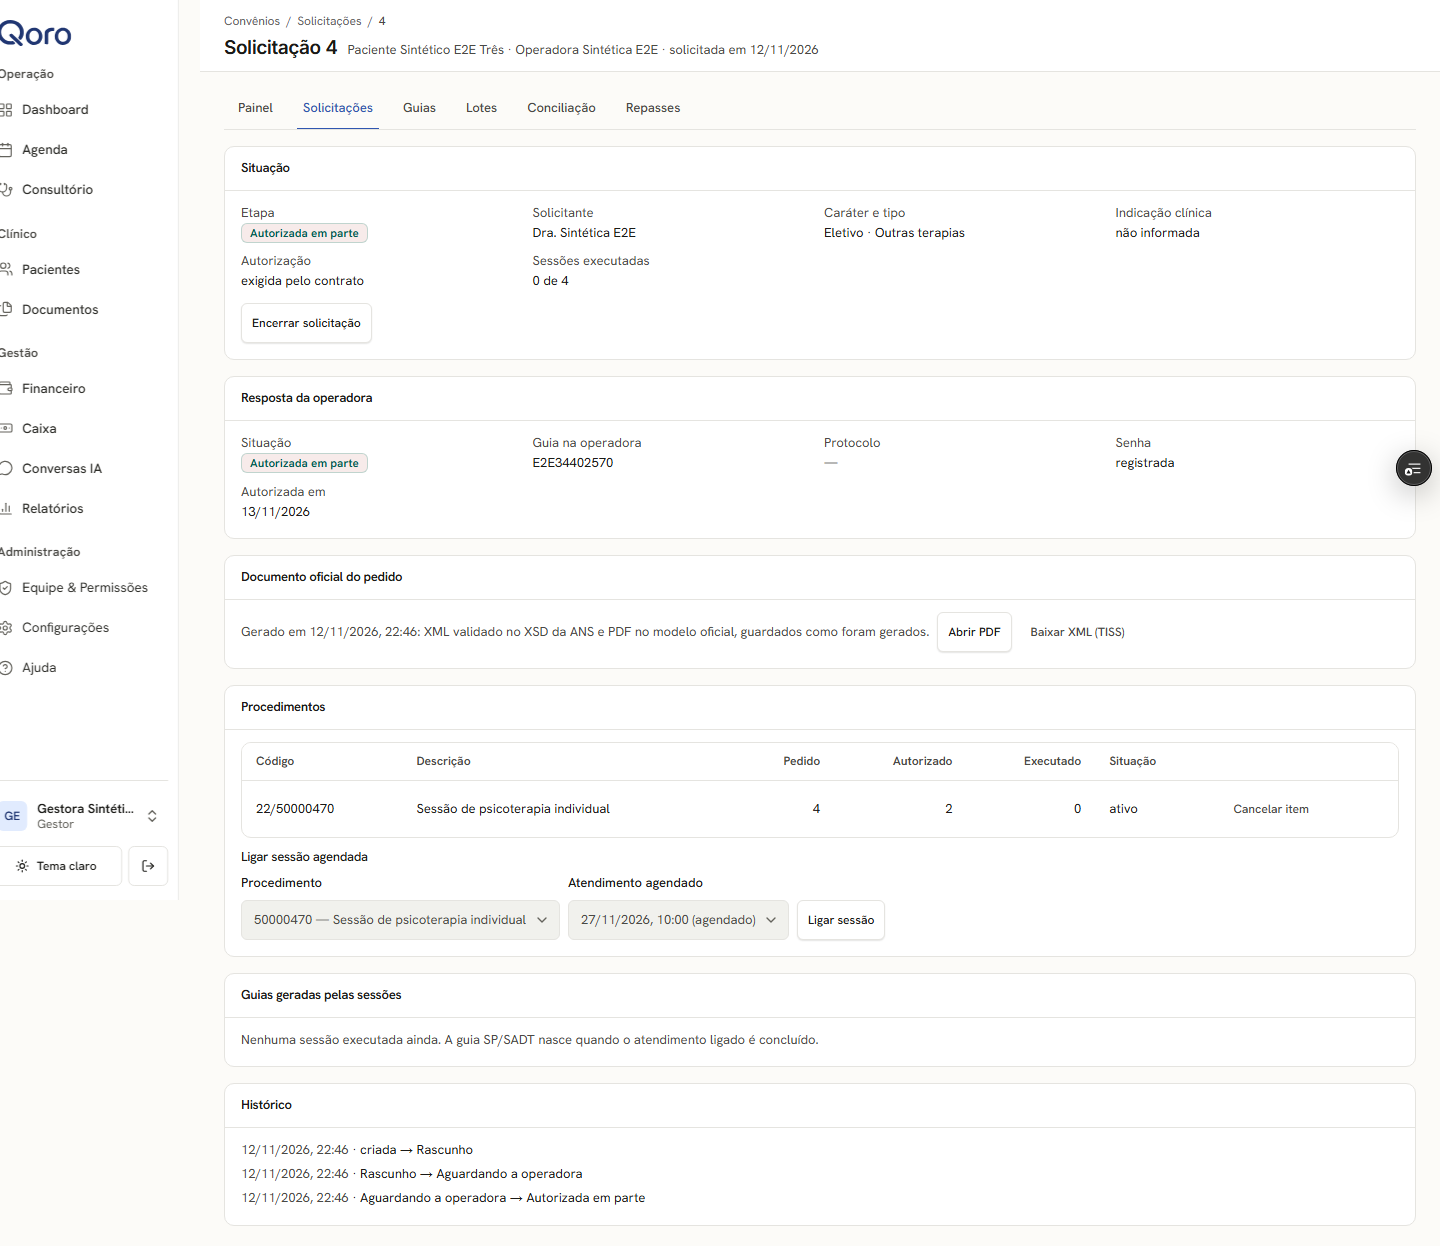 Qoro
Operação
Dashboard
Agenda
Consultório
Clínico
Pacientes
Documentos
Gestão
Financeiro
Caixa
Conversas IA
Relatórios
Administração
Equipe & Permissões
Configurações
Ajuda
GE
Gestora Sintéti...
Gestor
Tema claro
Convênios / Solicitações / 4
Solicitação 4 Paciente Sintético E2E Três · Operadora Sintética E2E · solicitada em 12/11/2026
Painel Solicitações Guias Lotes Conciliação Repasses
Situação
Etapa Solicitante Caráter e tipo Indicação clínica
Autorizada em parte Dra. Sintética E2E Eletivo · Outras terapias não informada
Autorização Sessões executadas
exigida pelo contrato 0 de 4
Encerrar solicitação
Resposta da operadora
Situação Guia na operadora Protocolo Senha
Autorizada em parte E2E34402570 — registrada
Autorizada em
13/11/2026
Documento oficial do pedido
Gerado em 12/11/2026, 22:46: XML validado no XSD da ANS e PDF no modelo oficial, guardados como foram gerados. Abrir PDF Baixar XML (TISS)
Procedimentos
Código Descrição Pedido Autorizado Executado Situação
22/50000470 Sessão de psicoterapia individual 4 2 0 ativo Cancelar item
Ligar sessão agendada
Procedimento Atendimento agendado
50000470 — Sessão de psicoterapia individual 27/11/2026, 10:00 (agendado) Ligar sessão
Guias geradas pelas sessões
Nenhuma sessão executada ainda. A guia SP/SADT nasce quando o atendimento ligado é concluído.
Histórico
12/11/2026, 22:46 · criada → Rascunho
12/11/2026, 22:46 · Rascunho → Aguardando a operadora
12/11/2026, 22:46 · Aguardando a operadora → Autorizada em parte